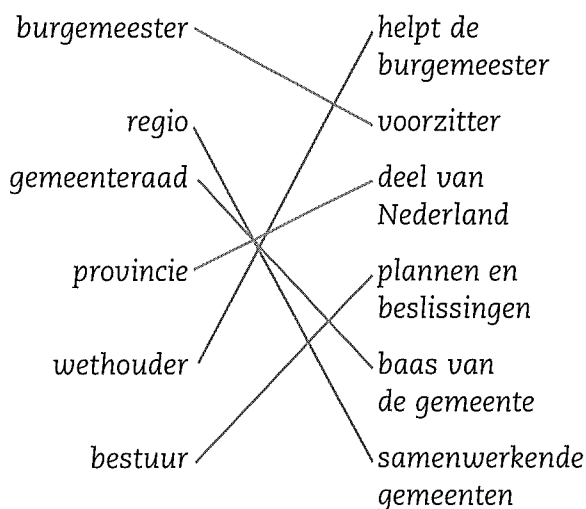 burgemeester
regio
gemeenteraad
provincie
wethouder
bestuur
helpt de
burgemeester
voorzitter
deel van
Nederland
plannen en
beslissingen
baas van
de gemeente
samenwerkende
gemeenten